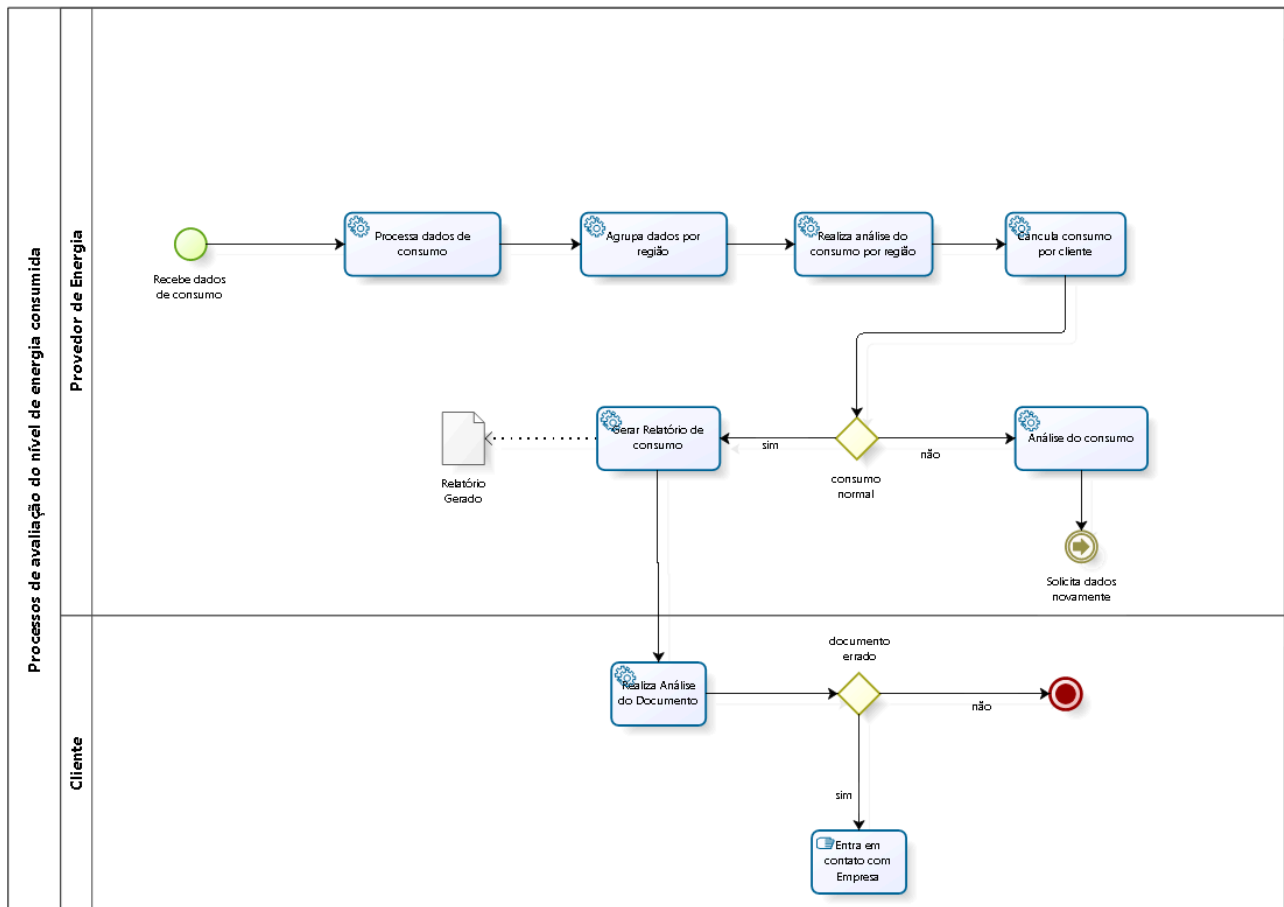 Processos de avaliação do nível de energia consumida
Provedor de Energia
Recebe dados
de consumo
Processa dados de
consumo
Agrupa dados por
região
Realiza análise do
consumo por região
Cáncula consumo
por cliente
Relatório
Gerado
Gerar Relatório de
consumo
sim
consumo
normal
não
Análise do consumo
Solicita dados
novamente
Cliente
Realiza Análise
do Documento
documento
errado
não
sim
Entra em
contato com
Empresa